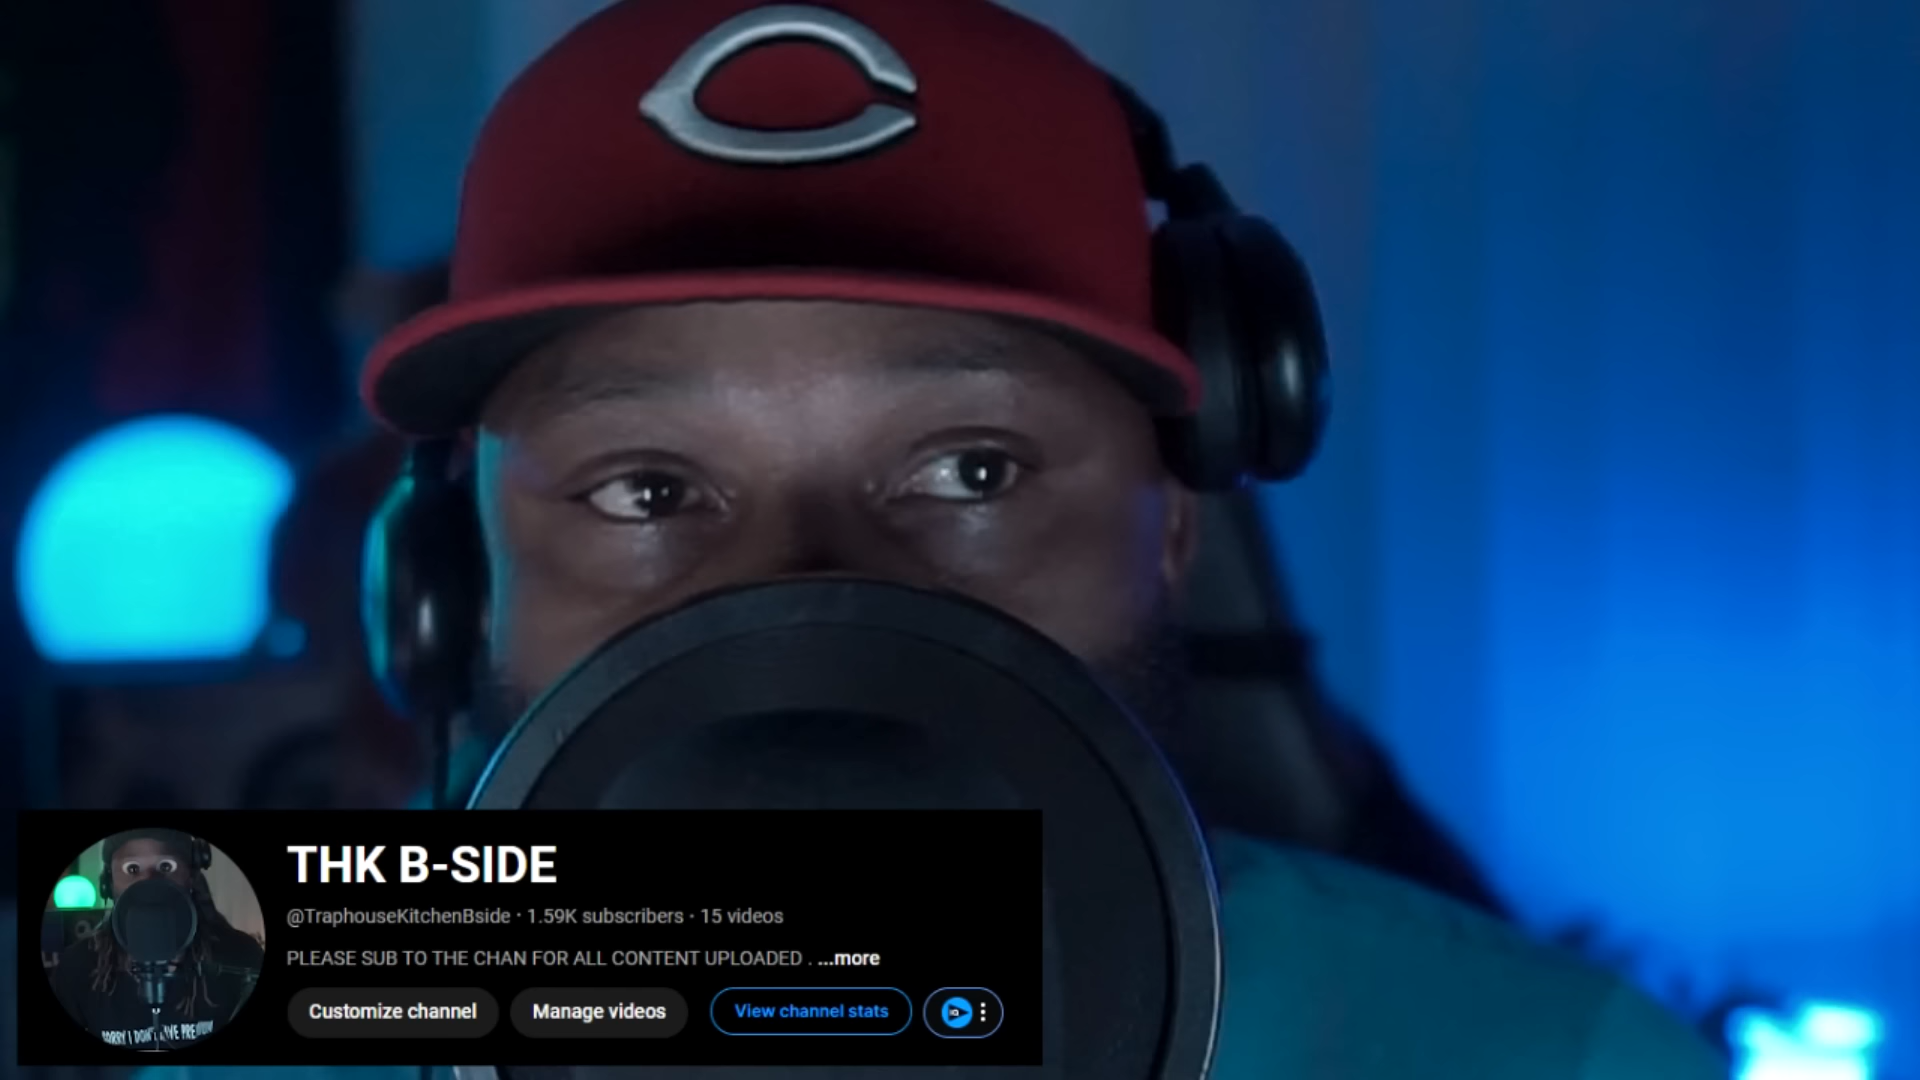 C
THK B-SIDE
@TraphouseKitchenBside · 1.59K subscribers · 15 videos
PLEASE SUB TO THE CHAN FOR ALL CONTENT UPLOADED . ...more
Customize channel Manage videos View channel stats